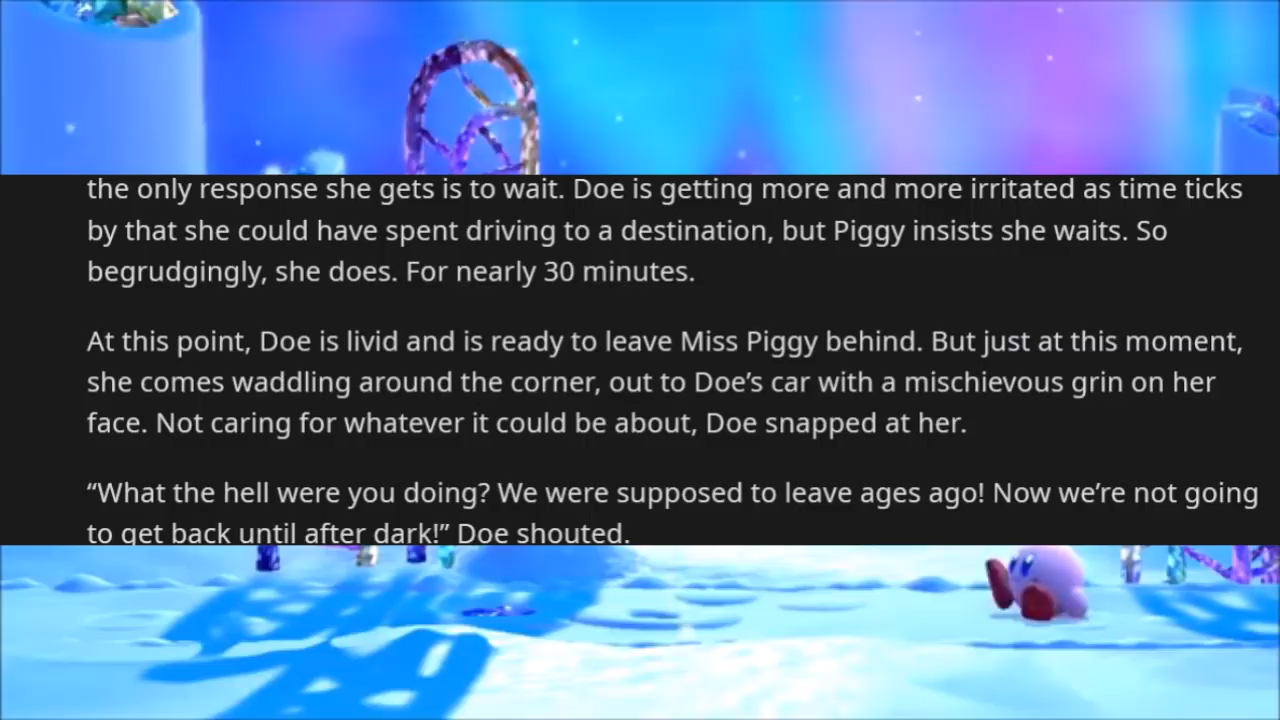 the only response she gets is to wait. Doe is getting more and more irritated as time ticks
by that she could have spent driving to a destination, but Piggy insists she waits. So
begrudgingly, she does. For nearly 30 minutes.
At this point, Doe is livid and is ready to leave Miss Piggy behind. But just at this moment,
she comes waddling around the corner, out to Doe’s car with a mischievous grin on her
face. Not caring for whatever it could be about, Doe snapped at her.
“What the hell were you doing? We were supposed to leave ages ago! Now we’re not going
to get back until after dark!” Doe shouted.